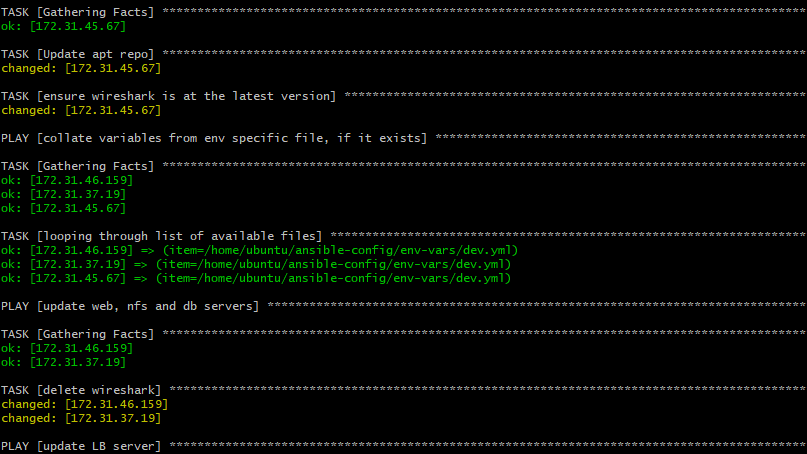 TASK [Gathering Facts] ********************************************************************************************
ok: [172.31.45.67]
TASK [Update apt repo] ********************************************************************************************
changed: [172.31.45.67]
TASK [ensure wireshark is at the latest version] ******************************************************************
changed: [172.31.45.67]
PLAY [collate variables from env specific file, if it exists] *****************************************************
TASK [Gathering Facts] ********************************************************************************************
ok: [172.31.46.159]
ok: [172.31.37.19]
ok: [172.31.45.67]
TASK [looping through list of available files] ********************************************************************
ok: [172.31.46.159] => (item=/home/ubuntu/ansible-config/env-vars/dev.yml)
ok: [172.31.37.19] => (item=/home/ubuntu/ansible-config/env-vars/dev.yml)
ok: [172.31.45.67] => (item=/home/ubuntu/ansible-config/env-vars/dev.yml)
PLAY [update web, nfs and db servers] *****************************************************************************
TASK [Gathering Facts] ********************************************************************************************
ok: [172.31.46.159]
ok: [172.31.37.19]
TASK [delete wireshark] *******************************************************************************************
changed: [172.31.46.159]
changed: [172.31.37.19]
PLAY [update LB server] *******************************************************************************************